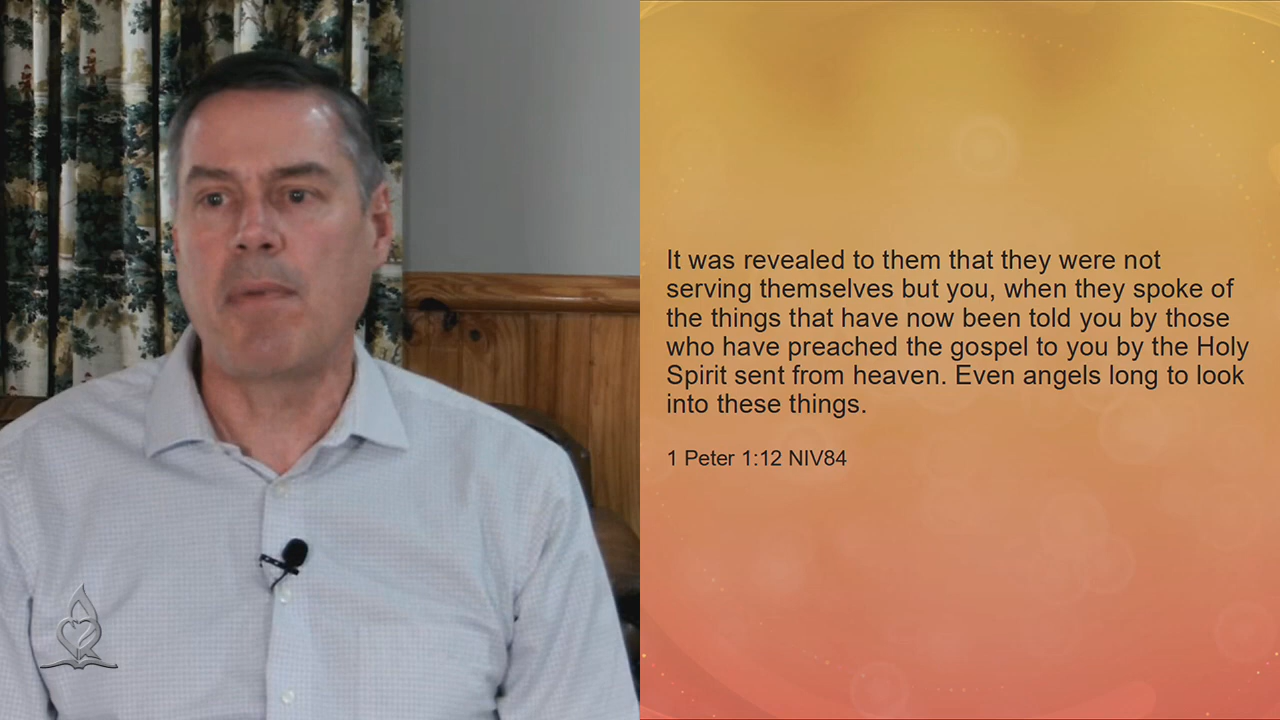 It was revealed to them that they were not
serving themselves but you, when they spoke of
the things that have now been told you by those
who have preached the gospel to you by the Holy
Spirit sent from heaven. Even angels long to look
into these things.
1 Peter 1:12 NIV84